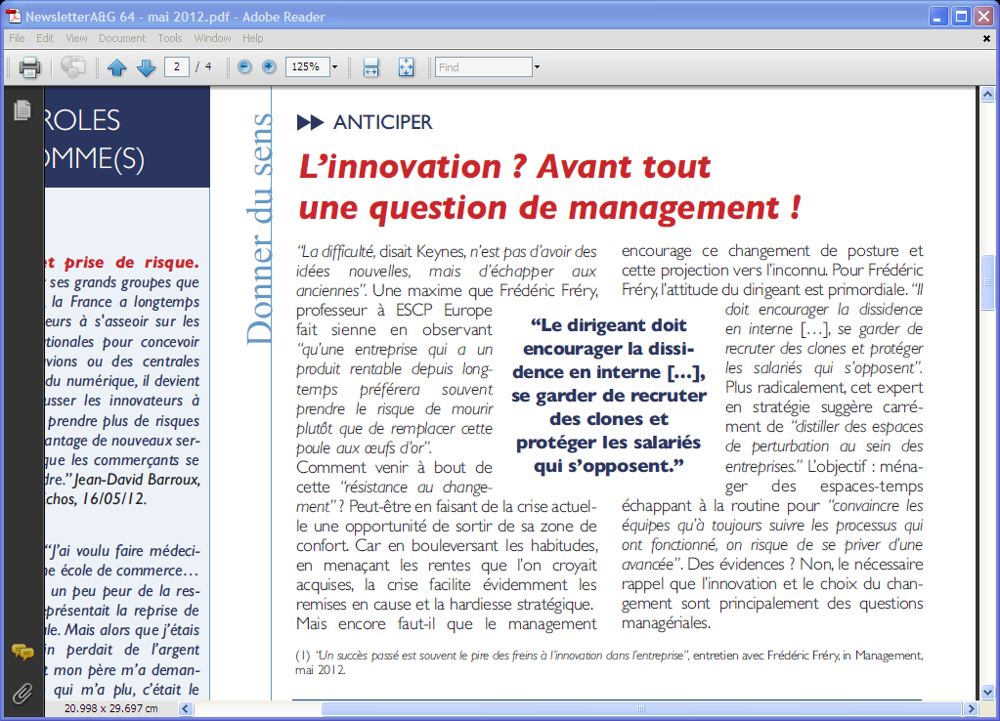 NewsletterA&G 64 - mai 2012.pdf - Adobe Reader
File Edit View Document Tools Window Help
2 / 4 125% Find
ROLES
OMME(S)
et prise de risque.
ses grands groupes que
la France a longtemps
eurs à s'asseoir sur les
tionales pour concevoir
vions ou des centrales
du numérique, il devient
usser les innovateurs à
prendre plus de risques
antage de nouveaux ser-
que les commerçants se
dre.” Jean-David Barroux,
chos, 16/05/12.
“J’ai voulu faire médeci-
ne école de commerce…
un peu peur de la res-
eprésentait la reprise de
le. Mais alors que j’étais
in perdait de l’argent
t mon père m’a deman-
qui m’a plu, c’était le
Donner du sens
ANTICIPER
L’innovation ? Avant tout
une question de management !
“La difficulté, disait Keynes, n’est pas d’avoir des
idées nouvelles, mais d’échapper aux
anciennes”. Une maxime que Frédéric Fréry,
professeur à ESCP Europe
fait sienne en observant
“qu’une entreprise qui a un
produit rentable depuis long-
temps préférera souvent
prendre le risque de mourir
plutôt que de remplacer cette
poule aux œufs d’or”.
Comment venir à bout de
cette “résistance au change-
ment” ? Peut-être en faisant de la crise actuel-
le une opportunité de sortir de sa zone de
confort. Car en bouleversant les habitudes,
en menaçant les rentes que l’on croyait
acquises, la crise facilite évidemment les
remises en cause et la hardiesse stratégique.
Mais encore faut-il que le management
“Le dirigeant doit
encourager la dissi-
dence en interne […],
se garder de recruter
des clones et
protéger les salariés
qui s’opposent.”
encourage ce changement de posture et
cette projection vers l’inconnu. Pour Frédéric
Fréry, l’attitude du dirigeant est primordiale. “Il
doit encourager la dissidence
en interne […], se garder de
recruter des clones et protéger
les salariés qui s’opposent”.
Plus radicalement, cet expert
en stratégie suggère carré-
ment de “distiller des espaces
de perturbation au sein des
entreprises.” L’objectif : ména-
ger des espaces-temps
échappant à la routine pour “convaincre les
équipes qu’à toujours suivre les processus qui
ont fonctionné, on risque de se priver d’une
avancée”. Des évidences ? Non, le nécessaire
rappel que l’innovation et le choix du chan-
gement sont principalement des questions
managériales.
(1) “Un succès passé est souvent le pire des freins à l’innovation dans l’entreprise”, entretien avec Frédéric Fréry, in Management,
mai 2012.
20.998 x 29.697 cm